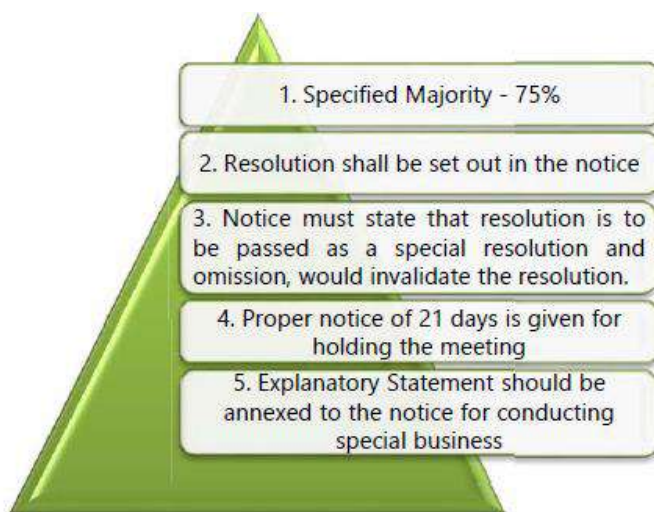 1. Specified Majority - 75%
2. Resolution shall be set out in the notice
3. Notice must state that resolution is to
be passed as a special resolution and
omission, would invalidate the resolution.
4. Proper notice of 21 days is given for
holding the meeting
5. Explanatory Statement should be
annexed to the notice for conducting
special business